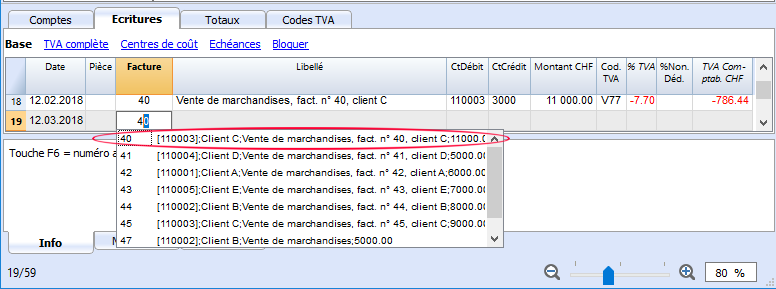 Comptes Ecritures Totaux Codes TVA
Base TVA complète Centres de coût Echéances Bloquer
Date Pièce Facture Libellé CtDébit CtCrédit Montant CHF Cod. TVA % TVA %Non. Déd. TVA Comptab. CHF
18 12.02.2018 40 Vente de marchandises, fact. n° 40, client C 110003 3000 11 000.00 V77 -7.70 -786.44
19 12.03.2018 40
40 [110003];Client C;Vente de marchandises, fact. n° 40, client C;11000.0
Touche F6 = numéro
41 [110004];Client D;Vente de marchandises, fact. n° 41, client D;5000.00
42 [110001];Client A;Vente de marchandises, fact. n° 42, client A;6000.00
43 [110005];Client E;Vente de marchandises, fact. n° 43, client E;7000.00
44 [110002];Client B;Vente de marchandises, fact. n° 44, client B;8000.00
45 [110003];Client C;Vente de marchandises, fact. n° 45, client C;9000.00
47 [110002];Client B;Vente de marchandises;5000.00
Info
19/59 80 %